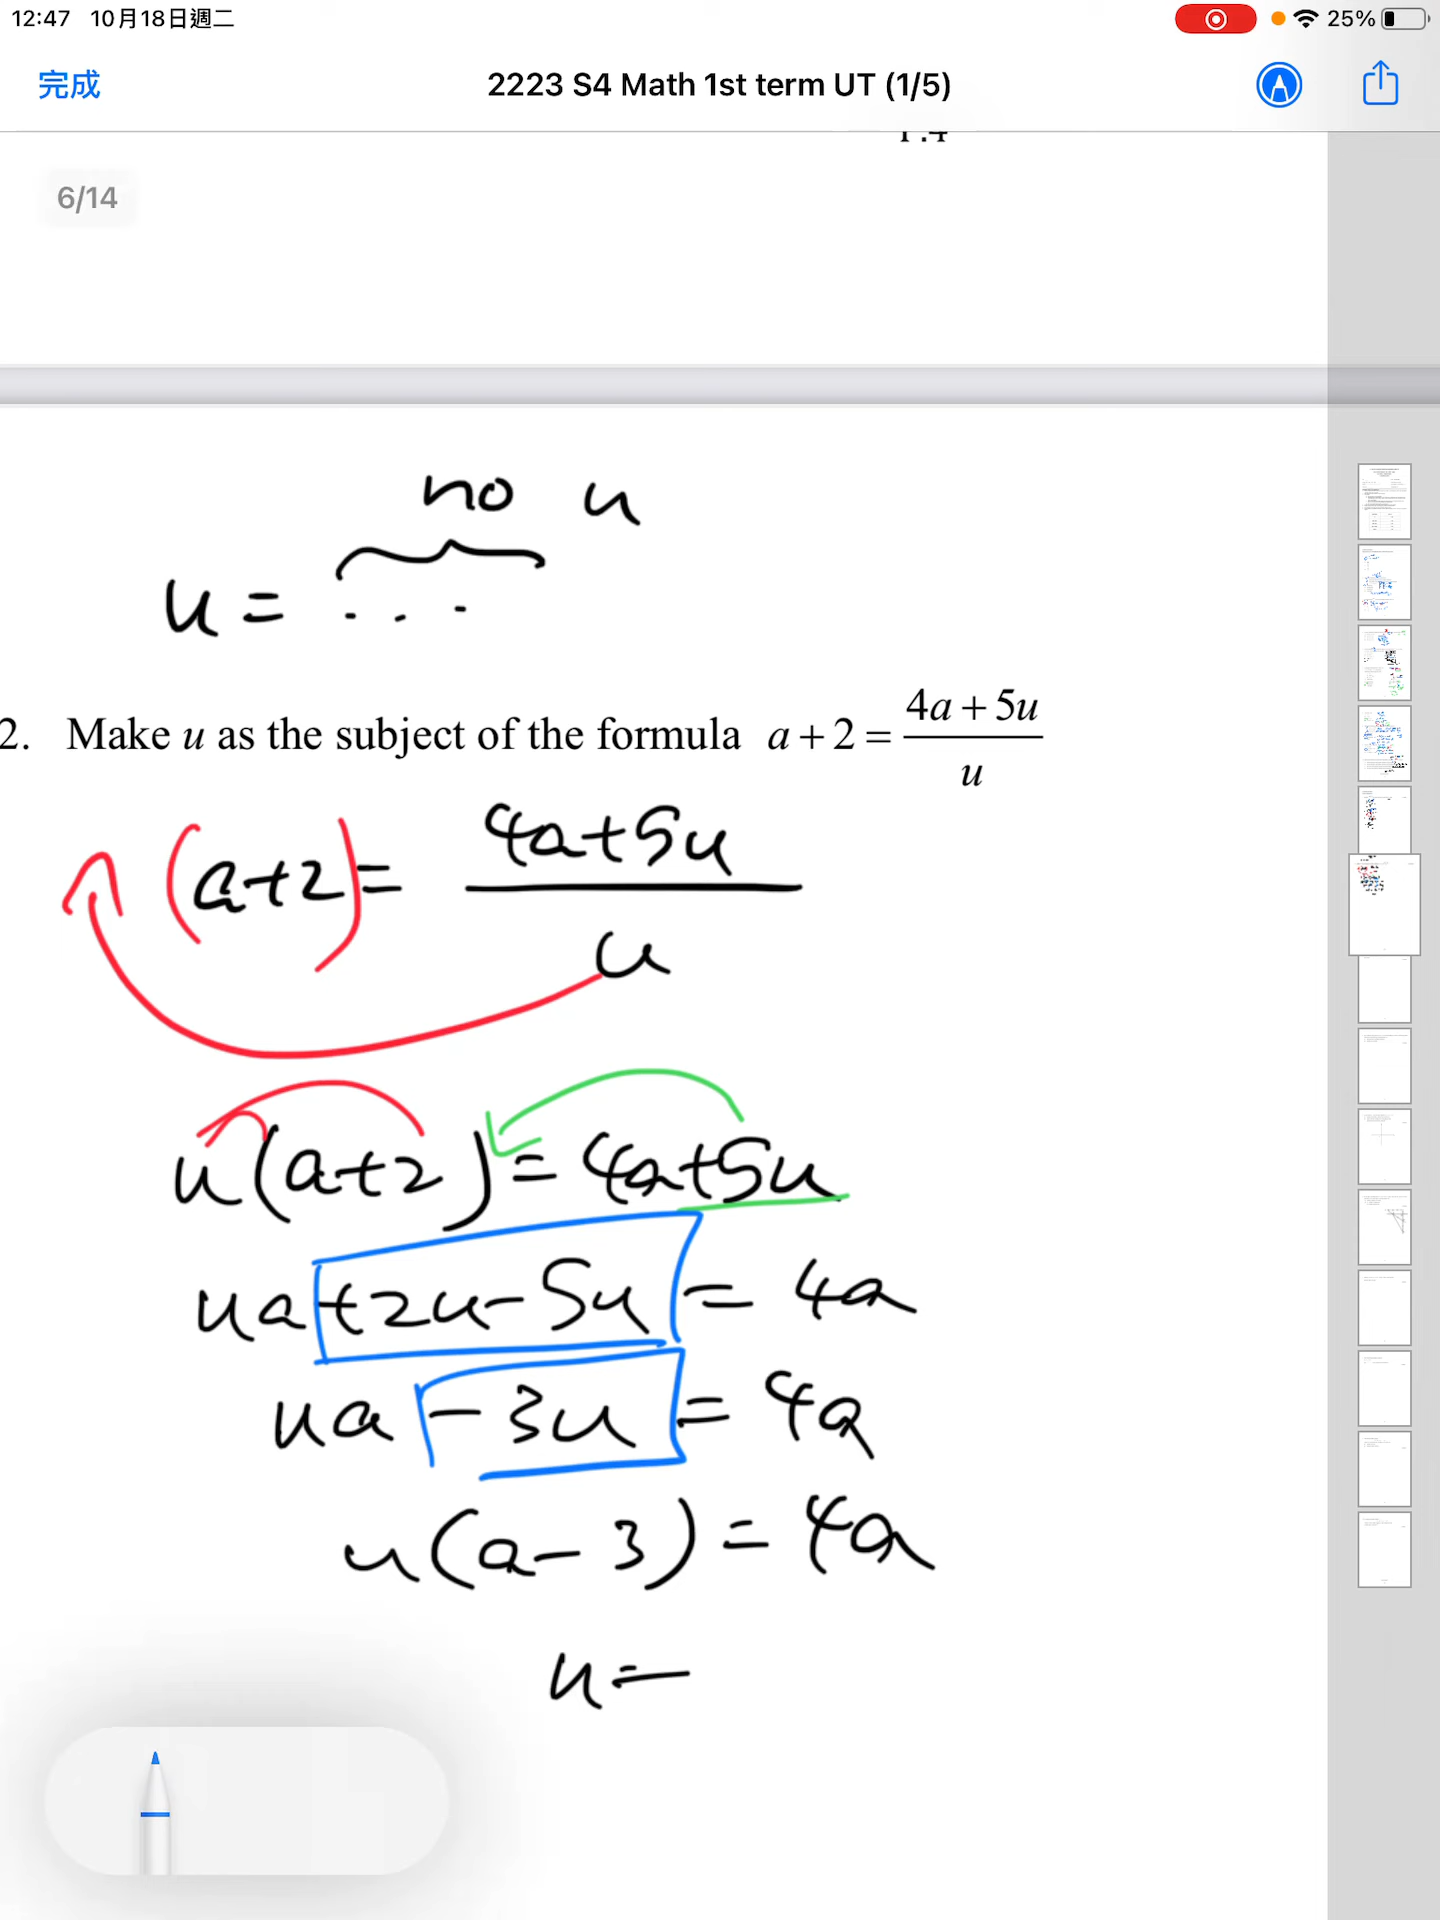 12:47 10月18日週二 25%
完成 2223 S4 Math 1st term UT (1/5)
6/14
no u
u = ...
2. Make u as the subject of the formula a + 2 = (4a + 5u)/u
(a+2) = (4a+5u)/u
u(a+2) = 4a+5u
ua+2u-5u = 4a
ua-3u = 4a
u(a-3) = 4a
u=